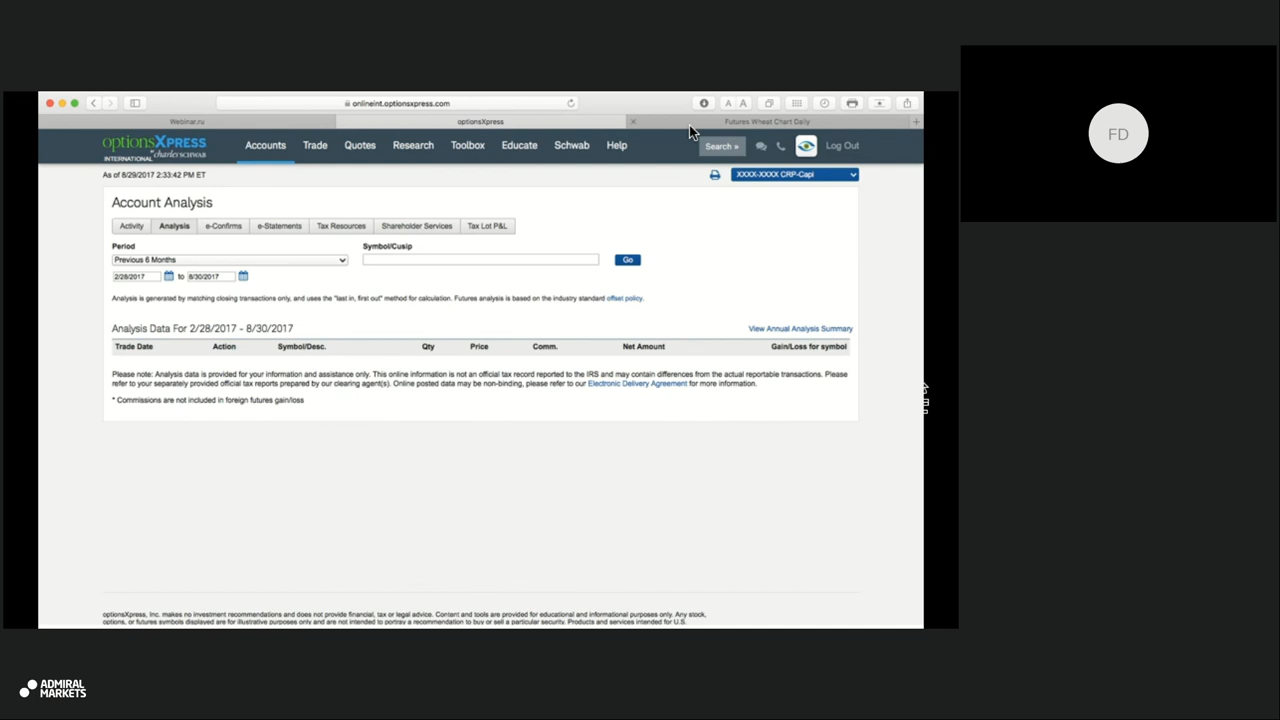 onlineint.optionsxpress.com
A A
Webinar.ru
optionsXpress
Futures Wheat Chart Daily
optionsXPRESS
INTERNATIONAL by charles SCHWAB
Accounts Trade Quotes Research Toolbox Educate Schwab Help
Search » Log Out
As of 8/29/2017 2:33:42 PM ET
XXXX-XXXX CRP-Capi
Account Analysis
Activity Analysis e-Confirms e-Statements Tax Resources Shareholder Services Tax Lot P&L
Period Symbol/Cusip
Previous 6 Months Go
2/28/2017 to 8/30/2017
Analysis is generated by matching closing transactions only, and uses the "last in, first out" method for calculation. Futures analysis is based on the industry standard offset policy.
Analysis Data For 2/28/2017 - 8/30/2017 View Annual Analysis Summary
Trade Date Action Symbol/Desc. Qty Price Comm. Net Amount Gain/Loss for symbol
Please note: Analysis data is provided for your information and assistance only. This online information is not an official tax record reported to the IRS and may contain differences from the actual reportable transactions. Please
refer to your separately provided official tax reports prepared by our clearing agent(s). Online posted data may be non-binding, please refer to our Electronic Delivery Agreement for more information.
* Commissions are not included in foreign futures gain/loss
optionsXpress, Inc. makes no investment recommendations and does not provide financial, tax or legal advice. Content and tools are provided for educational and informational purposes only. Any stock,
options, or futures symbols displayed are for illustrative purposes only and are not intended to portray a recommendation to buy or sell a particular security. Products and services intended for U.S.
FD
ADMIRAL
MARKETS